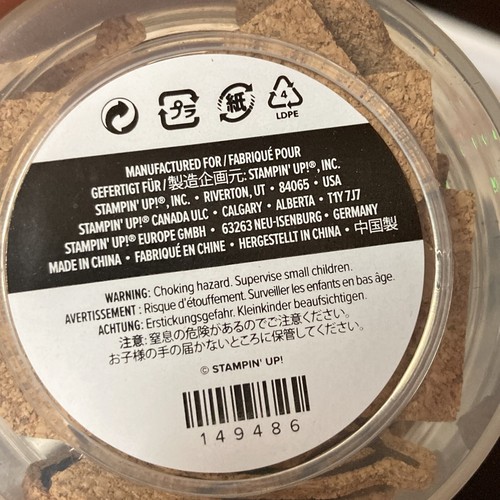 プラ 紙 4
LDPE
MANUFACTURED FOR / FABRIQUÉ POUR
GEFERTIGT FÜR / 製造企画元: STAMPIN' UP!®, INC.
STAMPIN' UP!®, INC. • RIVERTON, UT • 84065 • USA
STAMPIN' UP!® CANADA ULC • CALGARY • ALBERTA • T1Y 7J7
STAMPIN' UP!® EUROPE GMBH • 63263 NEU-ISENBURG • GERMANY
MADE IN CHINA • FABRIQUÉ EN CHINE • HERGESTELLT IN CHINA • 中国製
WARNING: Choking hazard. Supervise small children.
AVERTISSEMENT : Risque d'étouffement. Surveiller les enfants en bas âge.
ACHTUNG: Erstickungsgefahr. Kleinkinder beaufsichtigen.
注意: 窒息の危険があるのでご注意ください。
お子様の手の届かないところに保管してください。
© STAMPIN' UP!
149486